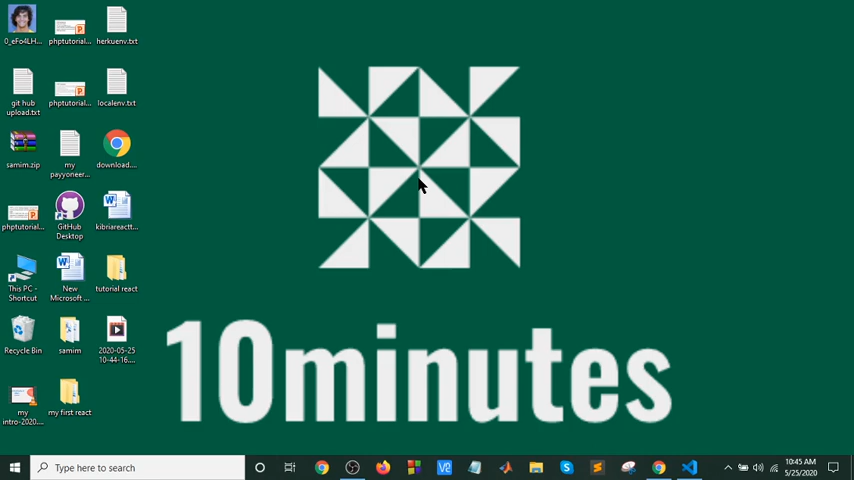 0_eFo4LH...
phptutorial...
herkuenv.txt
git hub
upload.txt
phptutorial...
localenv.txt
samim.zip
my
payyoneer...
download....
phptutorial...
GitHub
Desktop
kibriareactt...
This PC -
Shortcut
New
Microsoft ...
tutorial react
Recycle Bin
samim
2020-05-25
10-44-16....
my
intro-2020....
my first react
10minutes
Type here to search
10:45 AM
5/25/2020